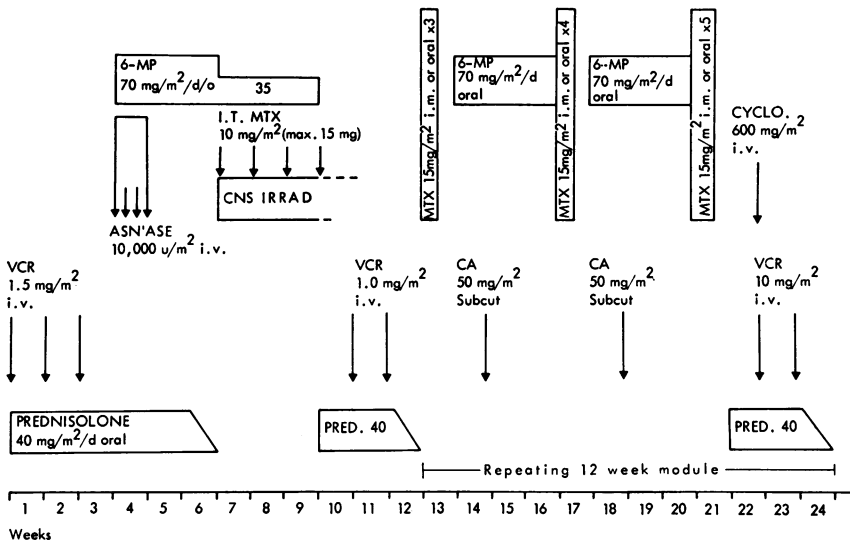 6-MP
70 mg/m²/d/o
35
I.T. MTX
10 mg/m²(max. 15 mg)
CNS IRRAD
ASN'ASE
10,000 u/m² i.v.
MTX 15mg/m² i.m. or oral x3
6-MP
70 mg/m²/d
oral
MTX 15mg/m² i.m. or oral x4
6-MP
70 mg/m²/d
oral
MTX 15mg/m² i.m. or oral x5
CYCLO.
600 mg/m²
i.v.
VCR
1.5 mg/m²
i.v.
VCR
1.0 mg/m²
i.v.
CA
50 mg/m²
Subcut
CA
50 mg/m²
Subcut
VCR
10 mg/m²
i.v.
PREDNISOLONE
40 mg/m²/d oral
PRED. 40
PRED. 40
Repeating 12 week module
1 2 3 4 5 6 7 8 9 10 11 12 13 14 15 16 17 18 19 20 21 22 23 24
Weeks